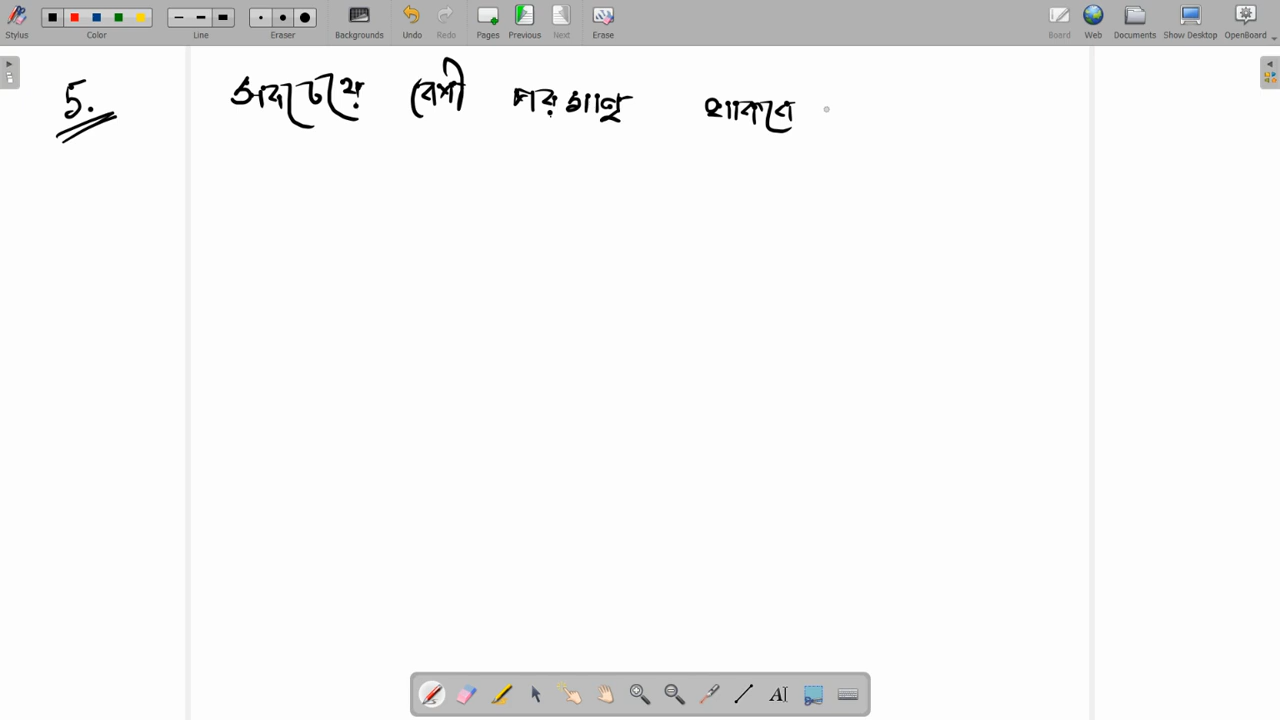 Stylus Color Line Eraser Backgrounds Undo Redo Pages Previous Next Erase Board Web Documents Show Desktop OpenBoard
5. সবচেয়ে বেশী পরমাণু থাকবে